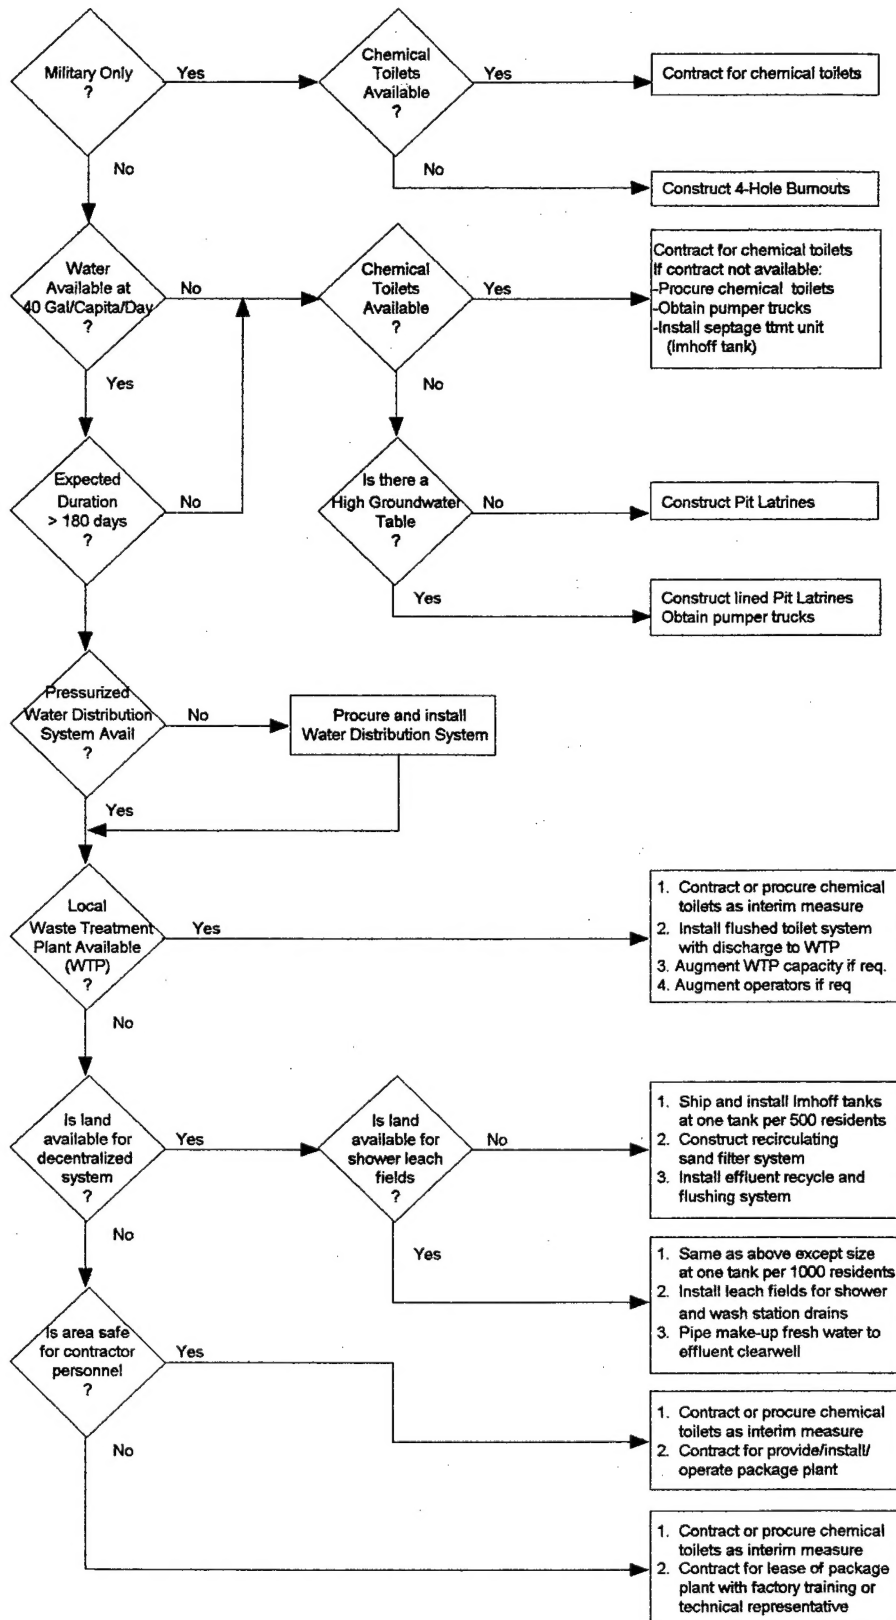 Military Only
?
Yes
Chemical
Toilets
Available
?
Yes
Contract for chemical toilets
No
No
Construct 4-Hole Burnouts
Water
Available at
40 Gal/Capita/Day
?
No
Chemical
Toilets
Available
?
Yes
Contract for chemical toilets
If contract not available:
-Procure chemical toilets
-Obtain pumper trucks
-Install septage ttmt unit
(Imhoff tank)
Yes
No
Expected
Duration
> 180 days
?
No
Is there a
High Groundwater
Table
?
No
Construct Pit Latrines
Yes
Construct lined Pit Latrines
Obtain pumper trucks
Pressurized
Water Distribution
System Avail
?
No
Procure and install
Water Distribution System
Yes
Local
Waste Treatment
Plant Available
(WTP)
?
Yes
1. Contract or procure chemical
toilets as interim measure
2. Install flushed toilet system
with discharge to WTP
3. Augment WTP capacity if req.
4. Augment operators if req
No
Is land
available for
decentralized
system
?
Yes
Is land
available for
shower leach
fields
?
No
1. Ship and install Imhoff tanks
at one tank per 500 residents
2. Construct recirculating
sand filter system
3. Install effluent recycle and
flushing system
No
Yes
1. Same as above except size
at one tank per 1000 residents
2. Install leach fields for shower
and wash station drains
3. Pipe make-up fresh water to
effluent clearwell
Is area safe
for contractor
personnel
?
Yes
1. Contract or procure chemical
toilets as interim measure
2. Contract for provide/install/
operate package plant
No
1. Contract or procure chemical
toilets as interim measure
2. Contract for lease of package
plant with factory training or
technical representative